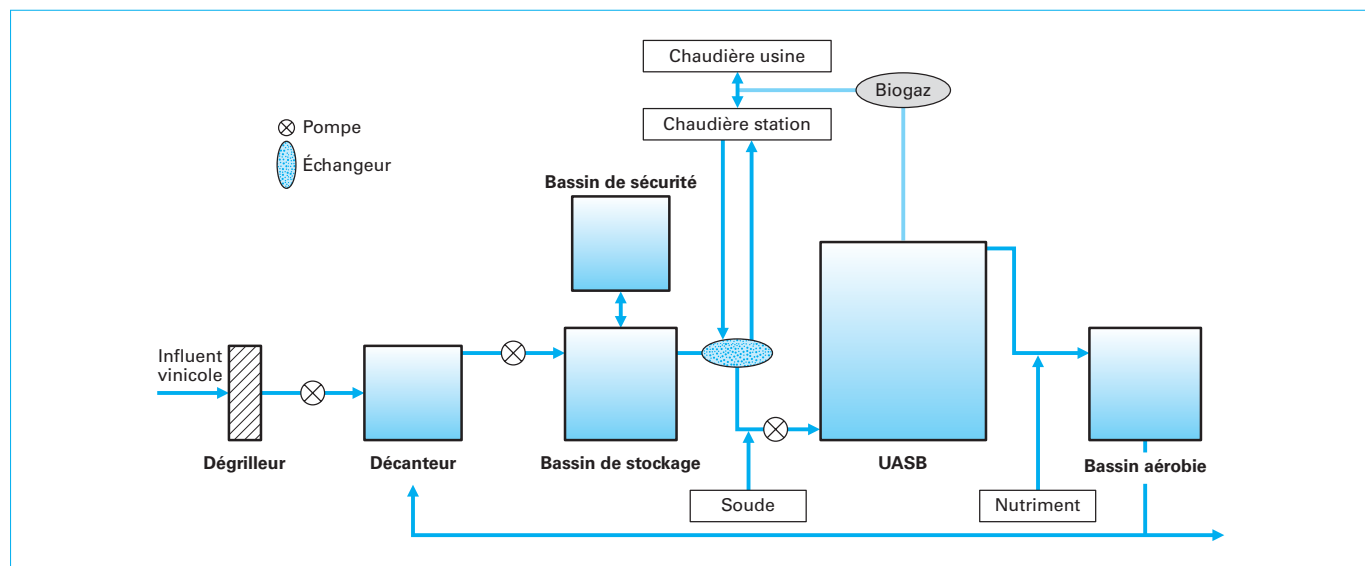 Chaudière usine
Biogaz
Chaudière station
Pompe
Échangeur
Bassin de sécurité
Influent
vinicole
Dégrilleur
Décanteur
Bassin de stockage
UASB
Bassin aérobie
Soude
Nutriment